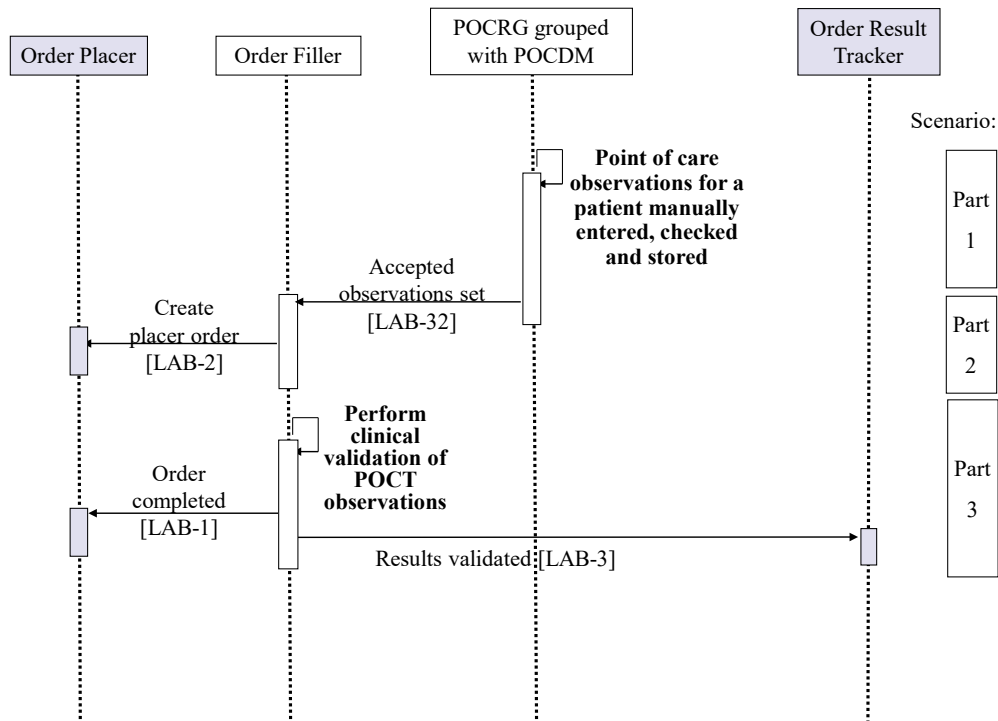 Order Placer
Order Filler
POCRG grouped
with POCDM
Order Result
Tracker
Scenario:
Point of care
observations for a
patient manually
entered, checked
and stored
Part
1
Accepted
observations set
[LAB-32]
Create
placer order
[LAB-2]
Part
2
Perform
clinical
validation of
POCT
observations
Order
completed
[LAB-1]
Part
3
Results validated [LAB-3]